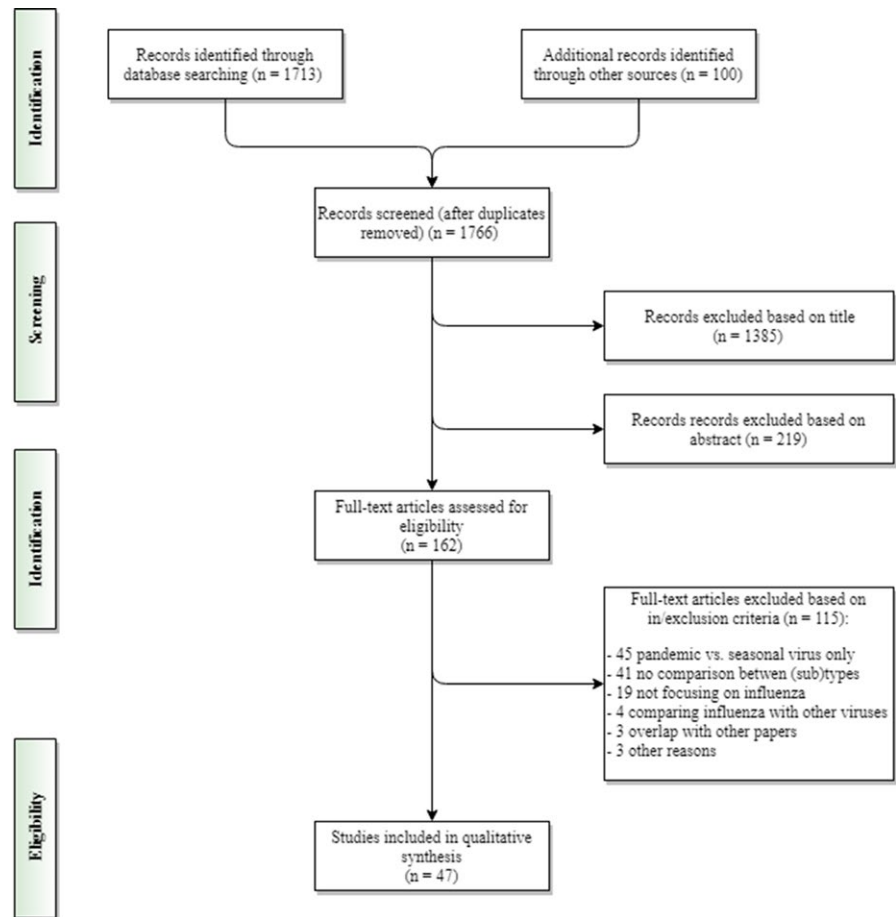 Identification
Records identified through
database searching (n = 1713)
Additional records identified
through other sources (n = 100)
Records screened (after duplicates
removed) (n = 1766)
Screening
Records excluded based on title
(n = 1385)
Records records excluded based on
abstract (n = 219)
Identification
Full-text articles assessed for
eligibility
(n = 162)
Full-text articles excluded based on
in/exclusion criteria (n = 115):
- 45 pandemic vs. seasonal virus only
- 41 no comparison betwen (sub)types
- 19 not focusing on influenza
- 4 comparing influenza with other viruses
- 3 overlap with other papers
- 3 other reasons
Eligibility
Studies included in qualitative
synthesis
(n = 47)